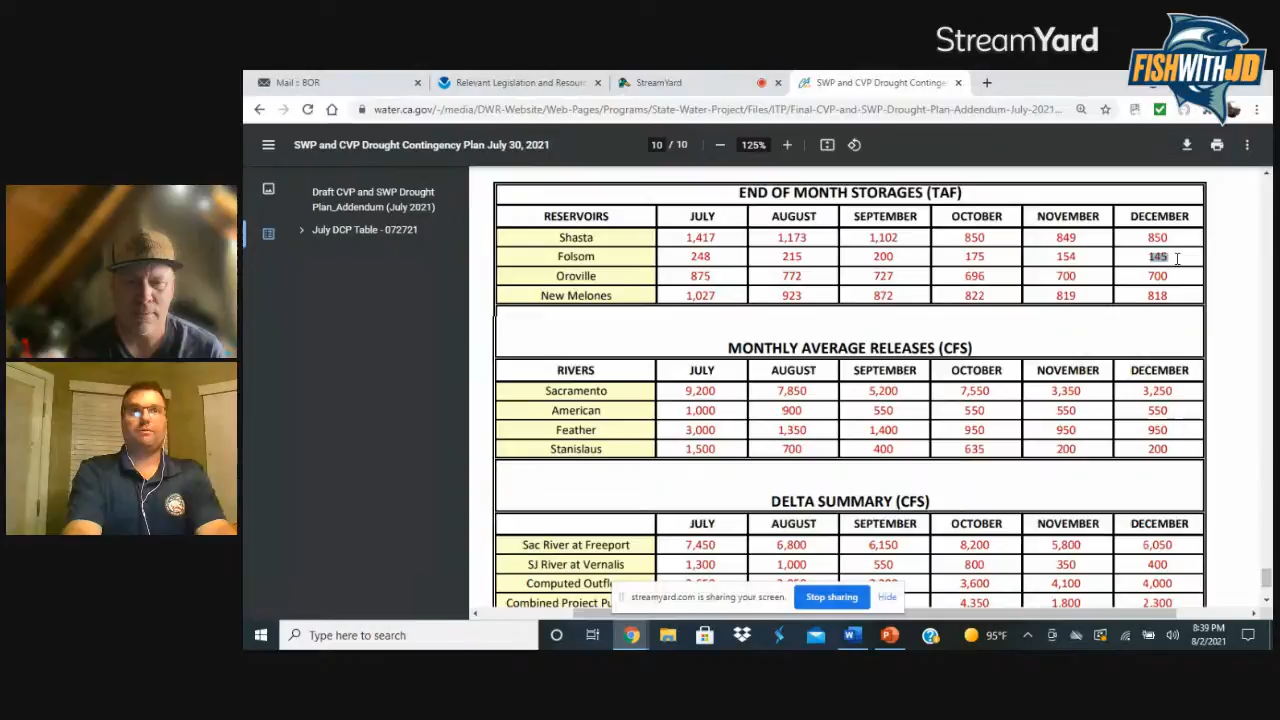 StreamYard
FISHWITHJD
Mail - BOR
Relevant Legislation and Resour
StreamYard
SWP and CVP Drought Continge
water.ca.gov/-/media/DWR-Website/Web-Pages/Programs/State-Water-Project/Files/ITP/Final-CVP-and-SWP-Drought-Plan-Addendum-July-2021...
SWP and CVP Drought Contingency Plan July 30, 2021
10 / 10
125%
Draft CVP and SWP Drought
Plan_Addendum (July 2021)
July DCP Table - 072721
END OF MONTH STORAGES (TAF)
RESERVOIRS JULY AUGUST SEPTEMBER OCTOBER NOVEMBER DECEMBER
Shasta 1,417 1,173 1,102 850 849 850
Folsom 248 215 200 175 154 145
Oroville 875 772 727 696 700 700
New Melones 1,027 923 872 822 819 818
MONTHLY AVERAGE RELEASES (CFS)
RIVERS JULY AUGUST SEPTEMBER OCTOBER NOVEMBER DECEMBER
Sacramento 9,200 7,850 5,200 7,550 3,350 3,250
American 1,000 900 550 550 550 550
Feather 3,000 1,350 1,400 950 950 950
Stanislaus 1,500 700 400 635 200 200
DELTA SUMMARY (CFS)
JULY AUGUST SEPTEMBER OCTOBER NOVEMBER DECEMBER
Sac River at Freeport 7,450 6,800 6,150 8,200 5,800 6,050
SJ River at Vernalis 1,300 1,000 550 800 350 400
Computed Outfl 3,600 4,100 4,000
Combined Project Pu 4,350 1,800 2,300
streamyard.com is sharing your screen.
Stop sharing
Hide
Type here to search
95°F
8:39 PM
8/2/2021